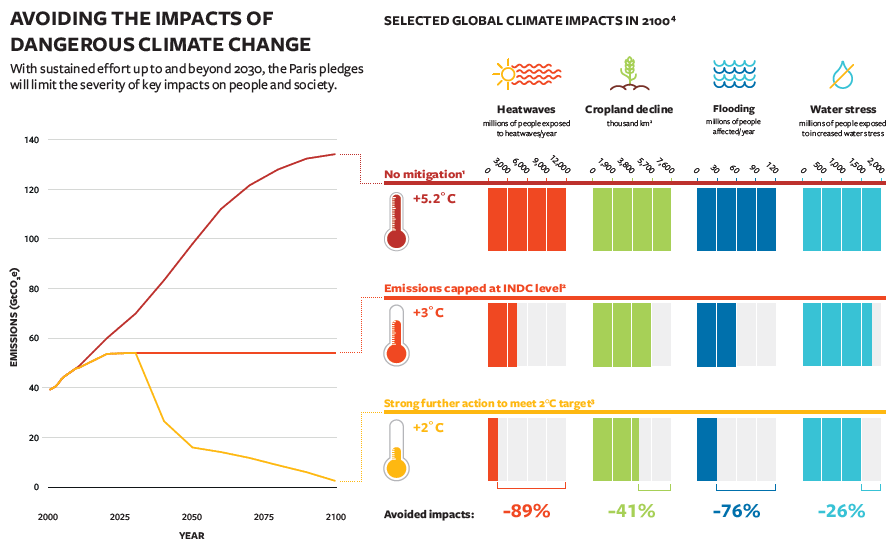 AVOIDING THE IMPACTS OF
DANGEROUS CLIMATE CHANGE
With sustained effort up to and beyond 2030, the Paris pledges
will limit the severity of key impacts on people and society.
140
120
100
80
60
40
20
0
EMISSIONS (GtCO₂e)
2000 2025 2050 2075 2100
YEAR
SELECTED GLOBAL CLIMATE IMPACTS IN 2100⁴
Heatwaves
millions of people exposed
to heatwaves/year
Cropland decline
thousand km²
Flooding
millions of people
affected/year
Water stress
millions of people exposed
to increased water stress
0 3,000 6,000 9,000 12,000
0 1,900 3,800 5,700 7,600
0 30 60 90 120
0 500 1,000 1,500 2,000
No mitigation¹
+5.2°C
Emissions capped at INDC level²
+3°C
Strong further action to meet 2°C target³
+2°C
Avoided impacts: -89% -41% -76% -26%